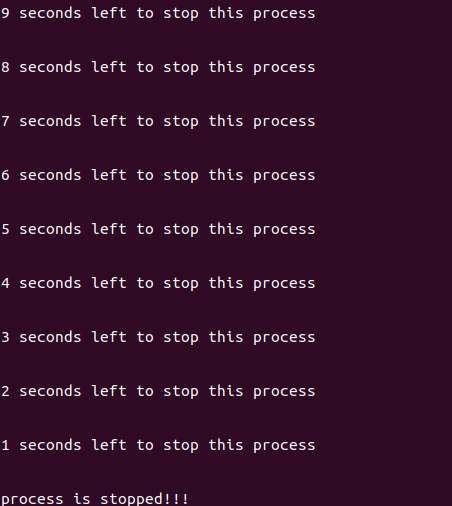 9 seconds left to stop this process
8 seconds left to stop this process
7 seconds left to stop this process
6 seconds left to stop this process
5 seconds left to stop this process
4 seconds left to stop this process
3 seconds left to stop this process
2 seconds left to stop this process
1 seconds left to stop this process
process is stopped!!!